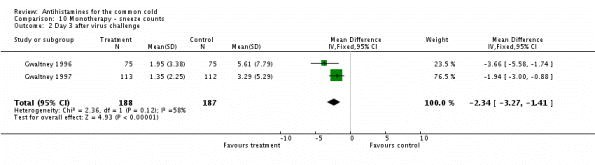 Review: Antihistamines for the common cold
Comparison: 10 Monotherapy - sneeze counts
Outcome: 2 Day 3 after virus challenge
Study or subgroup Treatment Control Mean Difference Weight Mean Difference
N Mean(SD) N Mean(SD) IV,Fixed,95% CI IV,Fixed,95% CI
Gwaltney 1996 75 1.95 (3.38) 75 5.61 (7.79) 23.5 % -3.66 [ -5.58, -1.74 ]
Gwaltney 1997 113 1.35 (2.25) 112 3.29 (5.29) 76.5 % -1.94 [ -3.00, -0.88 ]
Total (95% CI) 188 187 100.0 % -2.34 [ -3.27, -1.41 ]
Heterogeneity: Chi² = 2.36, df = 1 (P = 0.12); I² =58%
Test for overall effect: Z = 4.93 (P < 0.00001)
-10 -5 0 5 10
Favours treatment Favours control